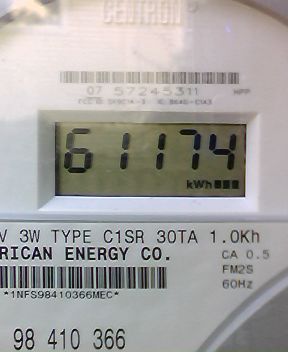 CENTRON
07 57245311
61174
kWh
V 3W TYPE C1SR 30TA 1.0Kh
RICAN ENERGY CO.
CA 0.5
FM2S
60Hz
*1NFS98410366MEC*
98 410 366